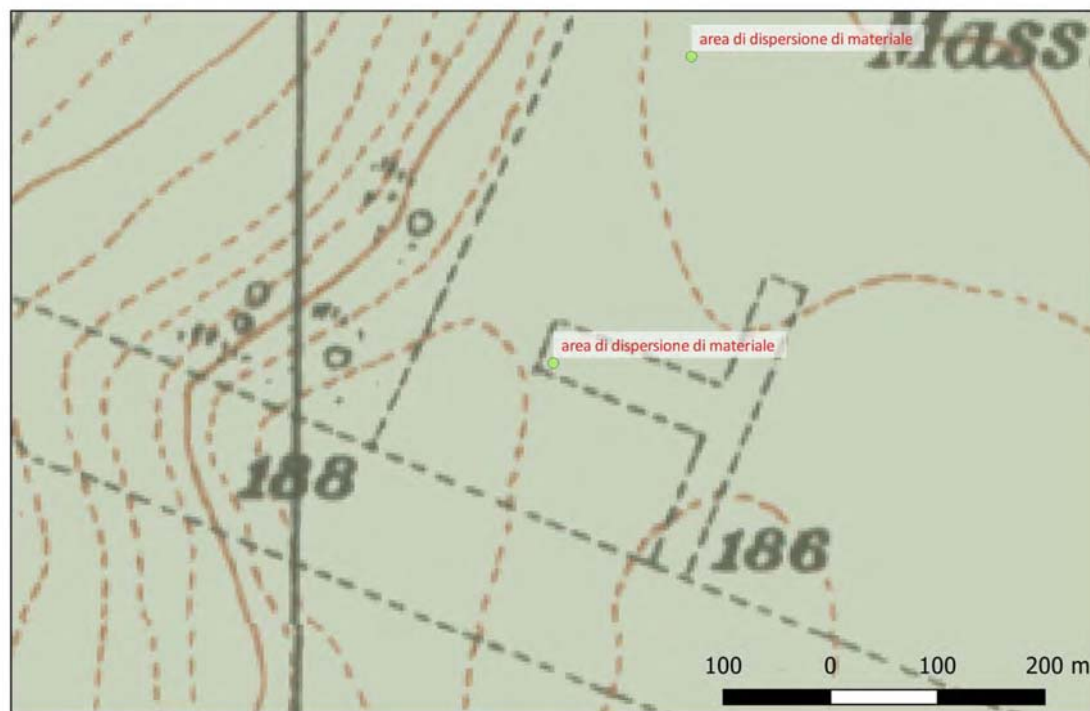 area di dispersione di materiale
Mass
area di dispersione di materiale
188
186
100 0 100 200 m